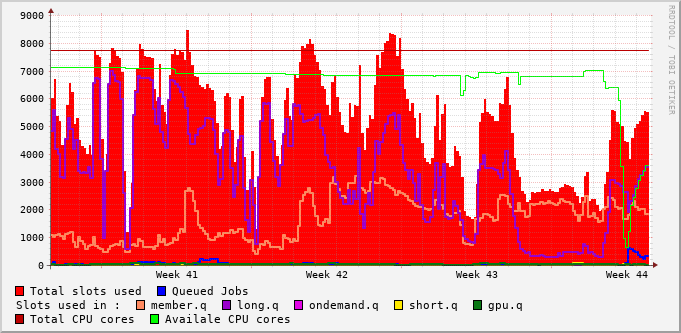 RRDTOOL / TOBI OETIKER
9000
8000
7000
6000
5000
4000
3000
2000
1000
0
Week 41 Week 42 Week 43 Week 44
Total slots used Queued Jobs
Slots used in : member.q long.q ondemand.q short.q gpu.q
Total CPU cores Availale CPU cores